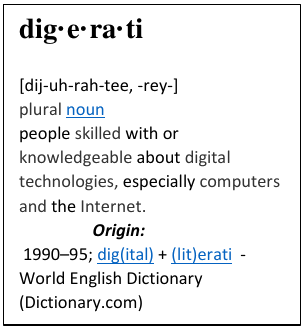 dig·e·ra·ti
[dij-uh-rah-tee, -rey-]
plural noun
people skilled with or
knowledgeable about digital
technologies, especially computers
and the Internet.
Origin:
1990–95; dig(ital) + (lit)erati -
World English Dictionary
(Dictionary.com)